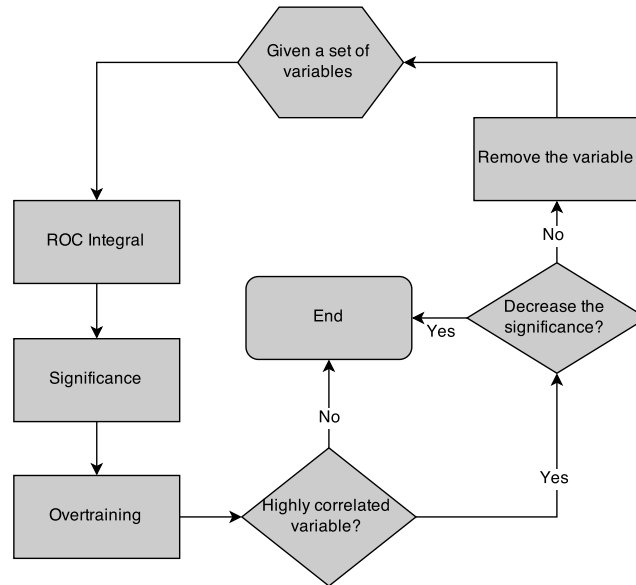 Given a set of
variables
Remove the variable
ROC Integral
No
End
Decrease the
significance?
Yes
Significance
No
Highly correlated
variable?
Yes
Overtraining